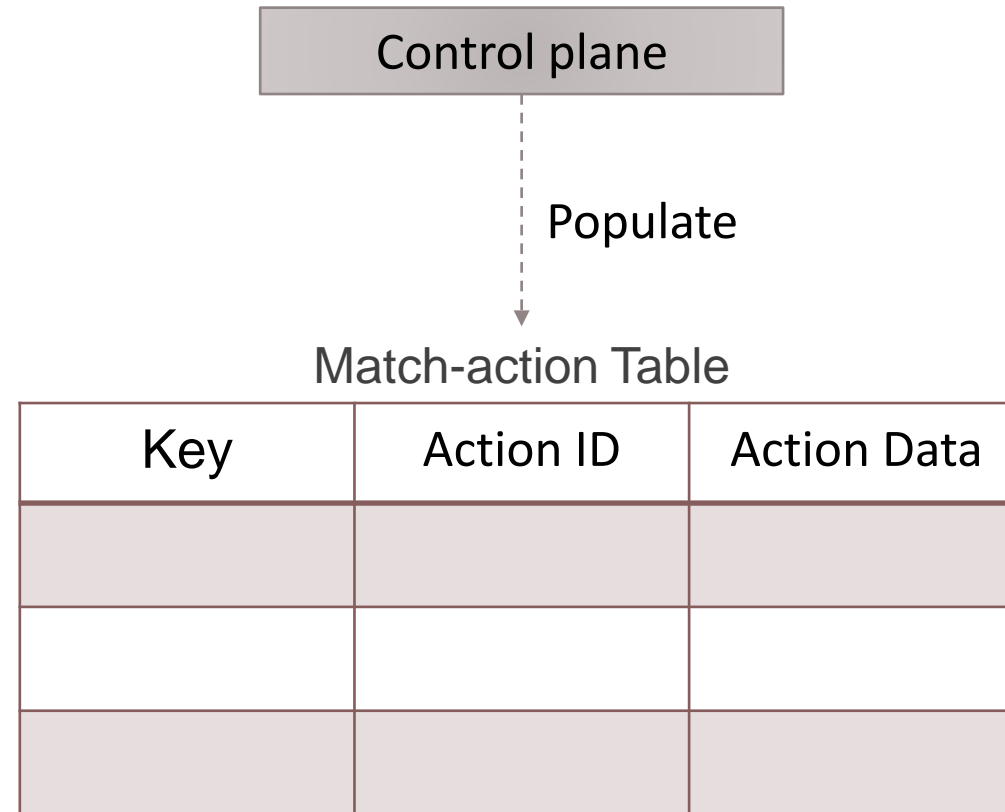 Control plane
Populate
Match-action Table
Key Action ID Action Data